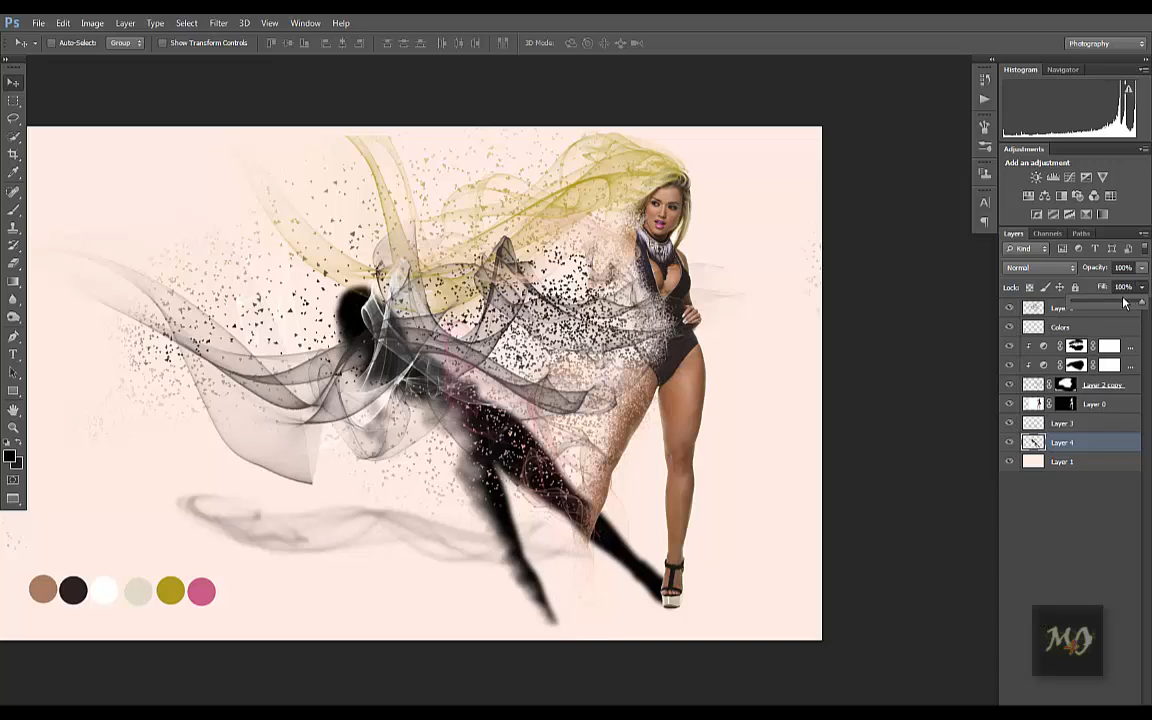 Ps File Edit Image Layer Type Select Filter 3D View Window Help
Auto-Select: Group Show Transform Controls 3D Mode: Photography
Histogram Navigator
Adjustments
Add an adjustment
Layers Channels Paths
Kind
Normal Opacity: 100%
Lock: Fill: 100%
Laye
Colors
Layer 2 copy
Layer 0
Layer 3
Layer 4
Layer 1